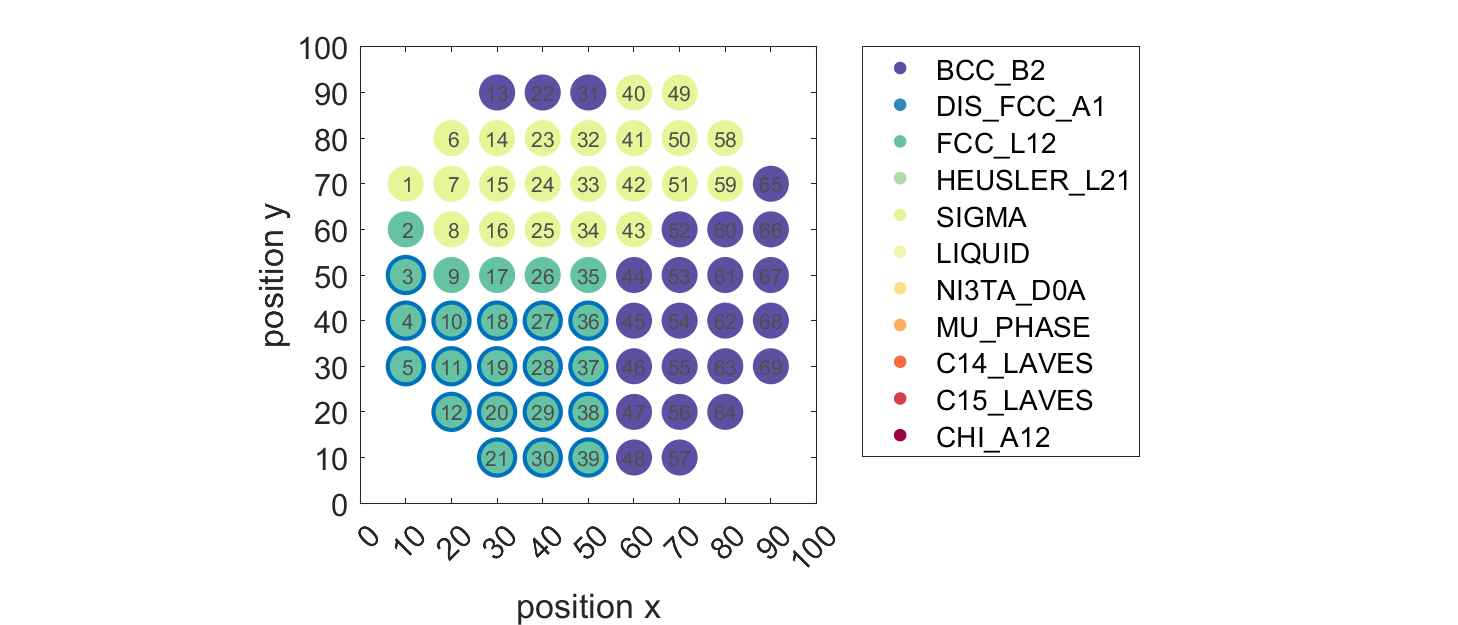 100
90
80
70
60
50
40
30
20
10
0
position y
13 22 31 40 49
6 14 23 32 41 50 58
1 7 15 24 33 42 51 59 65
2 8 16 25 34 43 52 60 66
3 9 17 26 35 44 53 61 67
4 10 18 27 36 45 54 62 68
5 11 19 28 37 46 55 63 69
12 20 29 38 47 56 64
21 30 39 48 57
0 10 20 30 40 50 60 70 80 90 100
position x
BCC_B2
DIS_FCC_A1
FCC_L12
HEUSLER_L21
SIGMA
LIQUID
NI3TA_D0A
MU_PHASE
C14_LAVES
C15_LAVES
CHI_A12